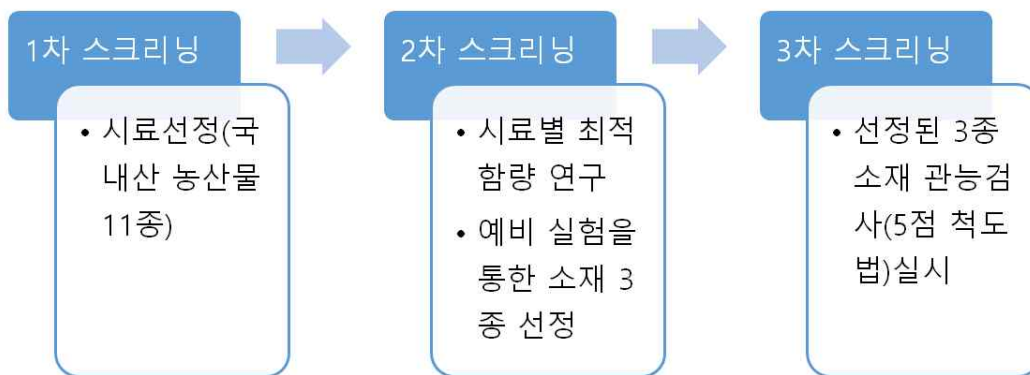 1차 스크리닝
• 시료선정(국
내산 농산물
11종)
2차 스크리닝
• 시료별 최적
함량 연구
• 예비 실험을
통한 소재 3
종 선정
3차 스크리닝
• 선정된 3종
소재 관능검
사(5점 척도
법)실시